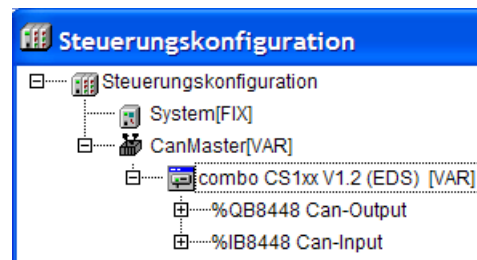 Steuerungskonfiguration
Steuerungskonfiguration
System[FIX]
CanMaster[VAR]
combo CS1xx V1.2 (EDS) [VAR]
%QB8448 Can-Output
%IB8448 Can-Input